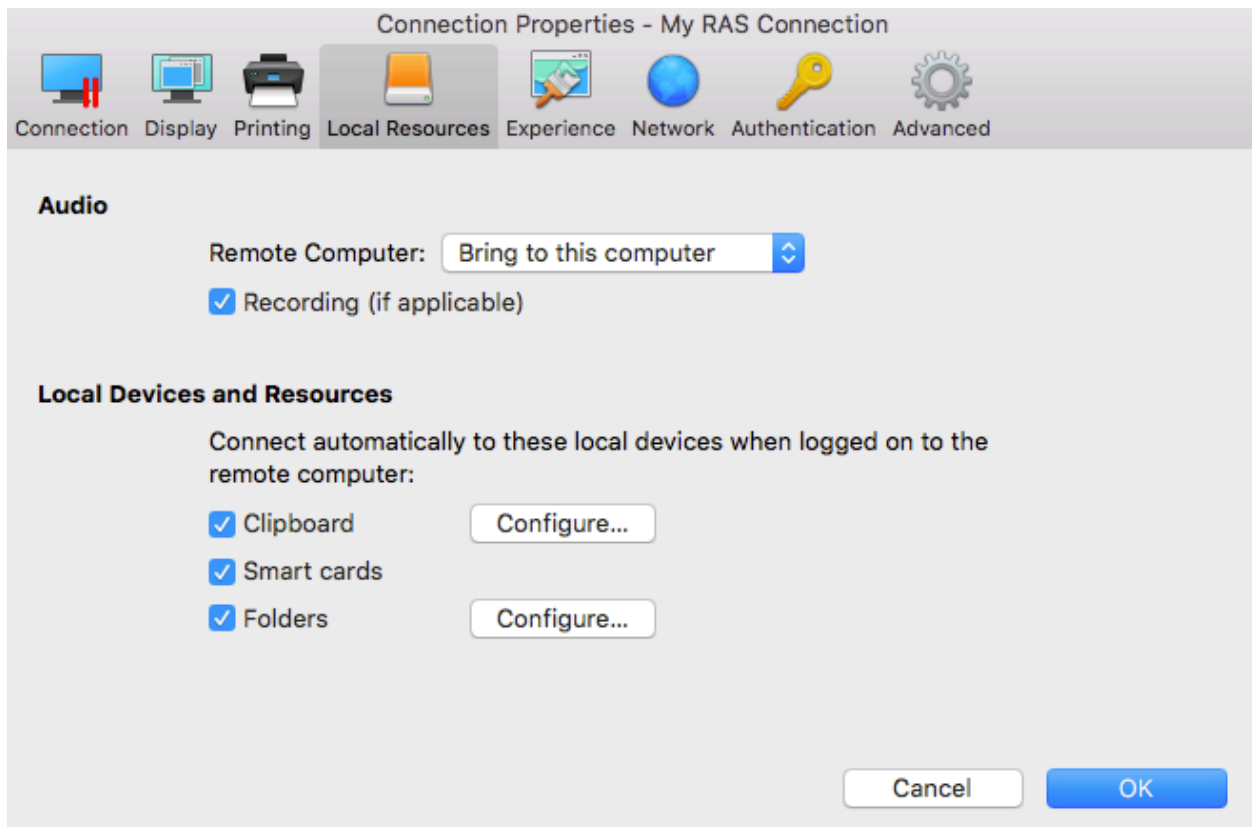 Connection Properties - My RAS Connection
Connection Display Printing Local Resources Experience Network Authentication Advanced
Audio
Remote Computer: Bring to this computer
Recording (if applicable)
Local Devices and Resources
Connect automatically to these local devices when logged on to the
remote computer:
Clipboard Configure...
Smart cards
Folders Configure...
Cancel OK